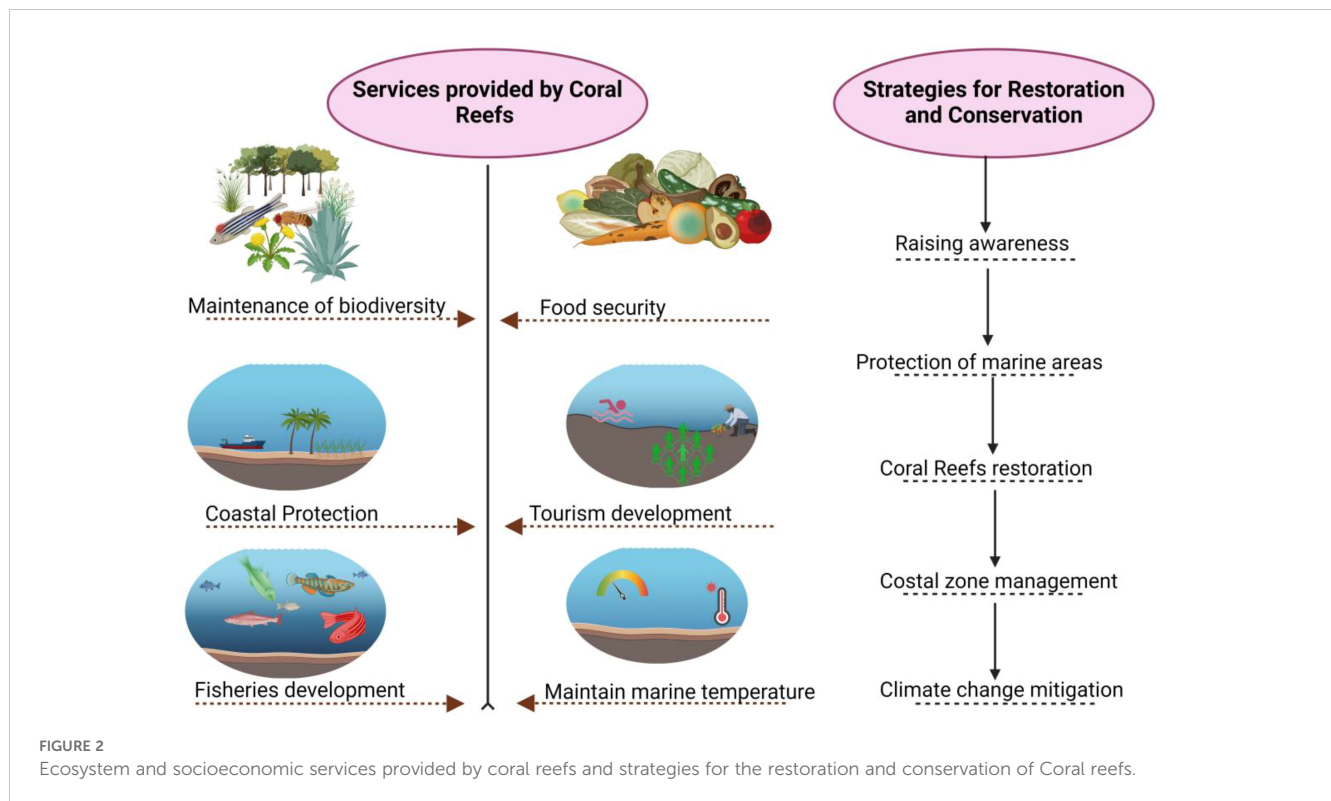 Services provided by Coral
Reefs
Maintenance of biodiversity
Food security
Coastal Protection
Tourism development
Fisheries development
Maintain marine temperature
Strategies for Restoration
and Conservation
Raising awareness
Protection of marine areas
Coral Reefs restoration
Costal zone management
Climate change mitigation
FIGURE 2
Ecosystem and socioeconomic services provided by coral reefs and strategies for the restoration and conservation of Coral reefs.